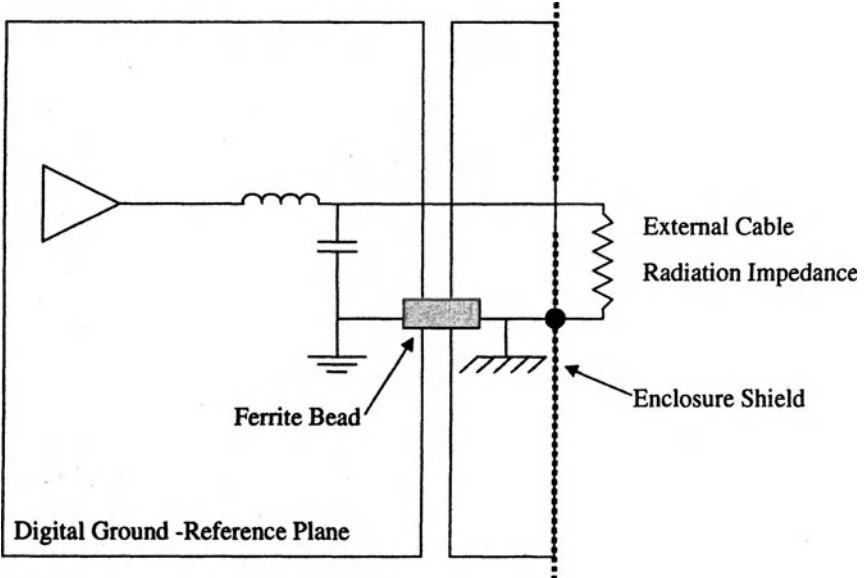 External Cable
Radiation Impedance
Enclosure Shield
Ferrite Bead
Digital Ground -Reference Plane